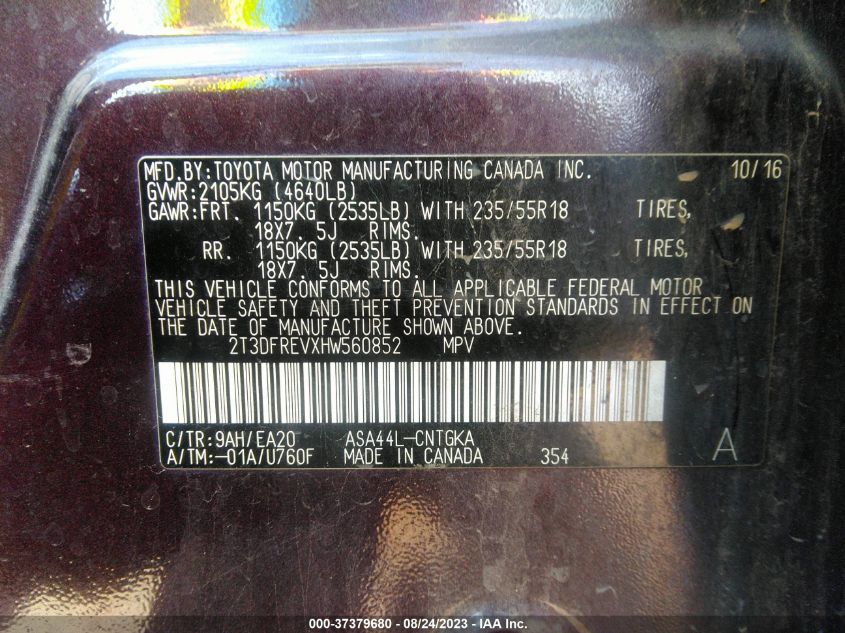 MFD.BY:TOYOTA MOTOR MANUFACTURING CANADA INC. 10/16
GVWR:2105KG (4640LB)
GAWR:FRT. 1150KG (2535LB) WITH 235/55R18 TIRES,
18X7. 5J RIMS.
RR. 1150KG (2535LB) WITH 235/55R18 TIRES,
18X7. 5J RIMS.
THIS VEHICLE CONFORMS TO ALL APPLICABLE FEDERAL MOTOR
VEHICLE SAFETY AND THEFT PREVENTION STANDARDS IN EFFECT ON
THE DATE OF MANUFACTURE SHOWN ABOVE.
2T3DFREVXHW560852 MPV
C/TR:9AH/EA20 ASA44L-CNTGKA
A/TM:-01A/U760F MADE IN CANADA 354 A
000-37379680 - 08/24/2023 - IAA Inc.